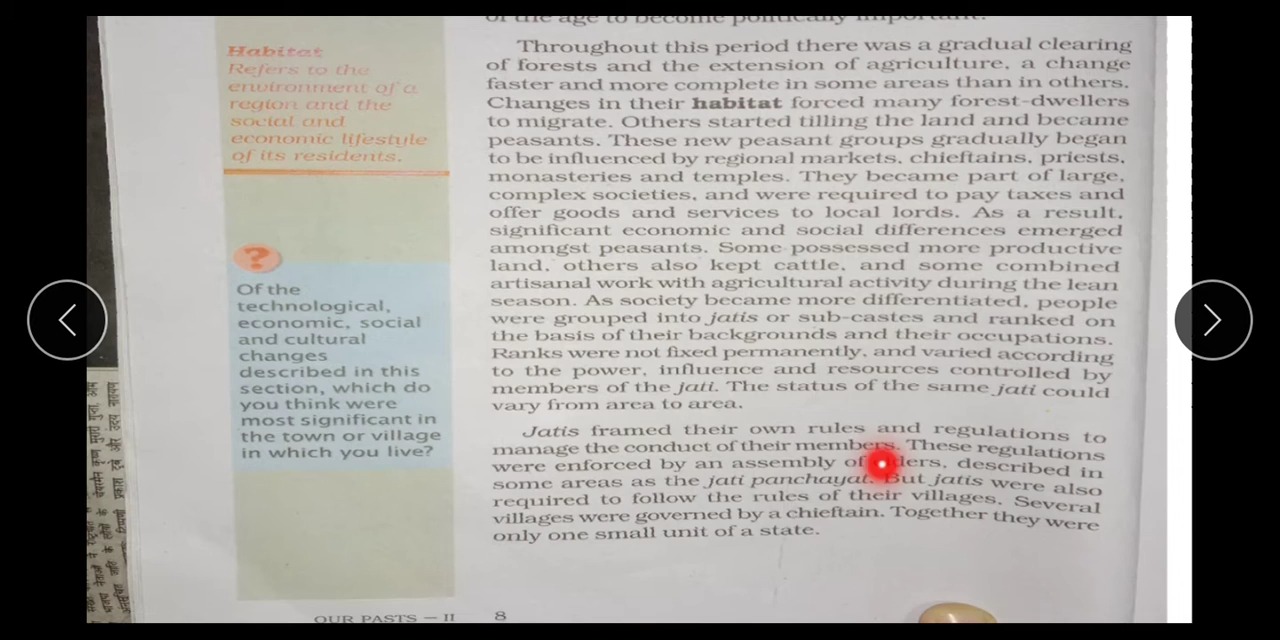 of the age to become politically important.
Habitat
Refers to the
environment of a
region and the
social and
economic lifestyle
of its residents.
?
Of the
technological,
economic, social
and cultural
changes
described in this
section, which do
you think were
most significant in
the town or village
in which you live?
Throughout this period there was a gradual clearing
of forests and the extension of agriculture, a change
faster and more complete in some areas than in others.
Changes in their habitat forced many forest-dwellers
to migrate. Others started tilling the land and became
peasants. These new peasant groups gradually began
to be influenced by regional markets, chieftains, priests,
monasteries and temples. They became part of large,
complex societies, and were required to pay taxes and
offer goods and services to local lords. As a result,
significant economic and social differences emerged
amongst peasants. Some possessed more productive
land, others also kept cattle, and some combined
artisanal work with agricultural activity during the lean
season. As society became more differentiated, people
were grouped into jatis or sub-castes and ranked on
the basis of their backgrounds and their occupations.
Ranks were not fixed permanently, and varied according
to the power, influence and resources controlled by
members of the jati. The status of the same jati could
vary from area to area.
Jatis framed their own rules and regulations to
manage the conduct of their members. These regulations
were enforced by an assembly of elders, described in
some areas as the jati panchayat. But jatis were also
required to follow the rules of their villages. Several
villages were governed by a chieftain. Together they were
only one small unit of a state.
OUR PASTS – II 8